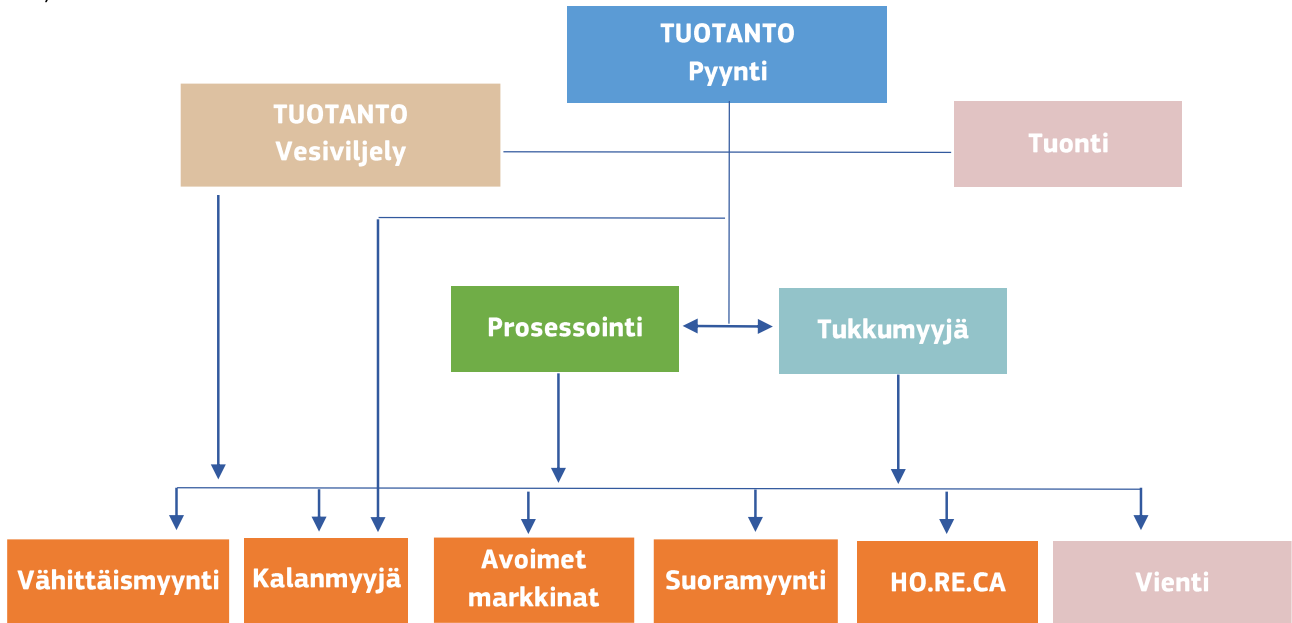 TUOTANTO
Pyynti
TUOTANTO
Vesiviljely
Tuonti
Prosessointi
Tukkumyyjä
Vähittäismyynti
Kalanmyyjä
Avoimet
markkinat
Suoramyynti
HO.RE.CA
Vienti